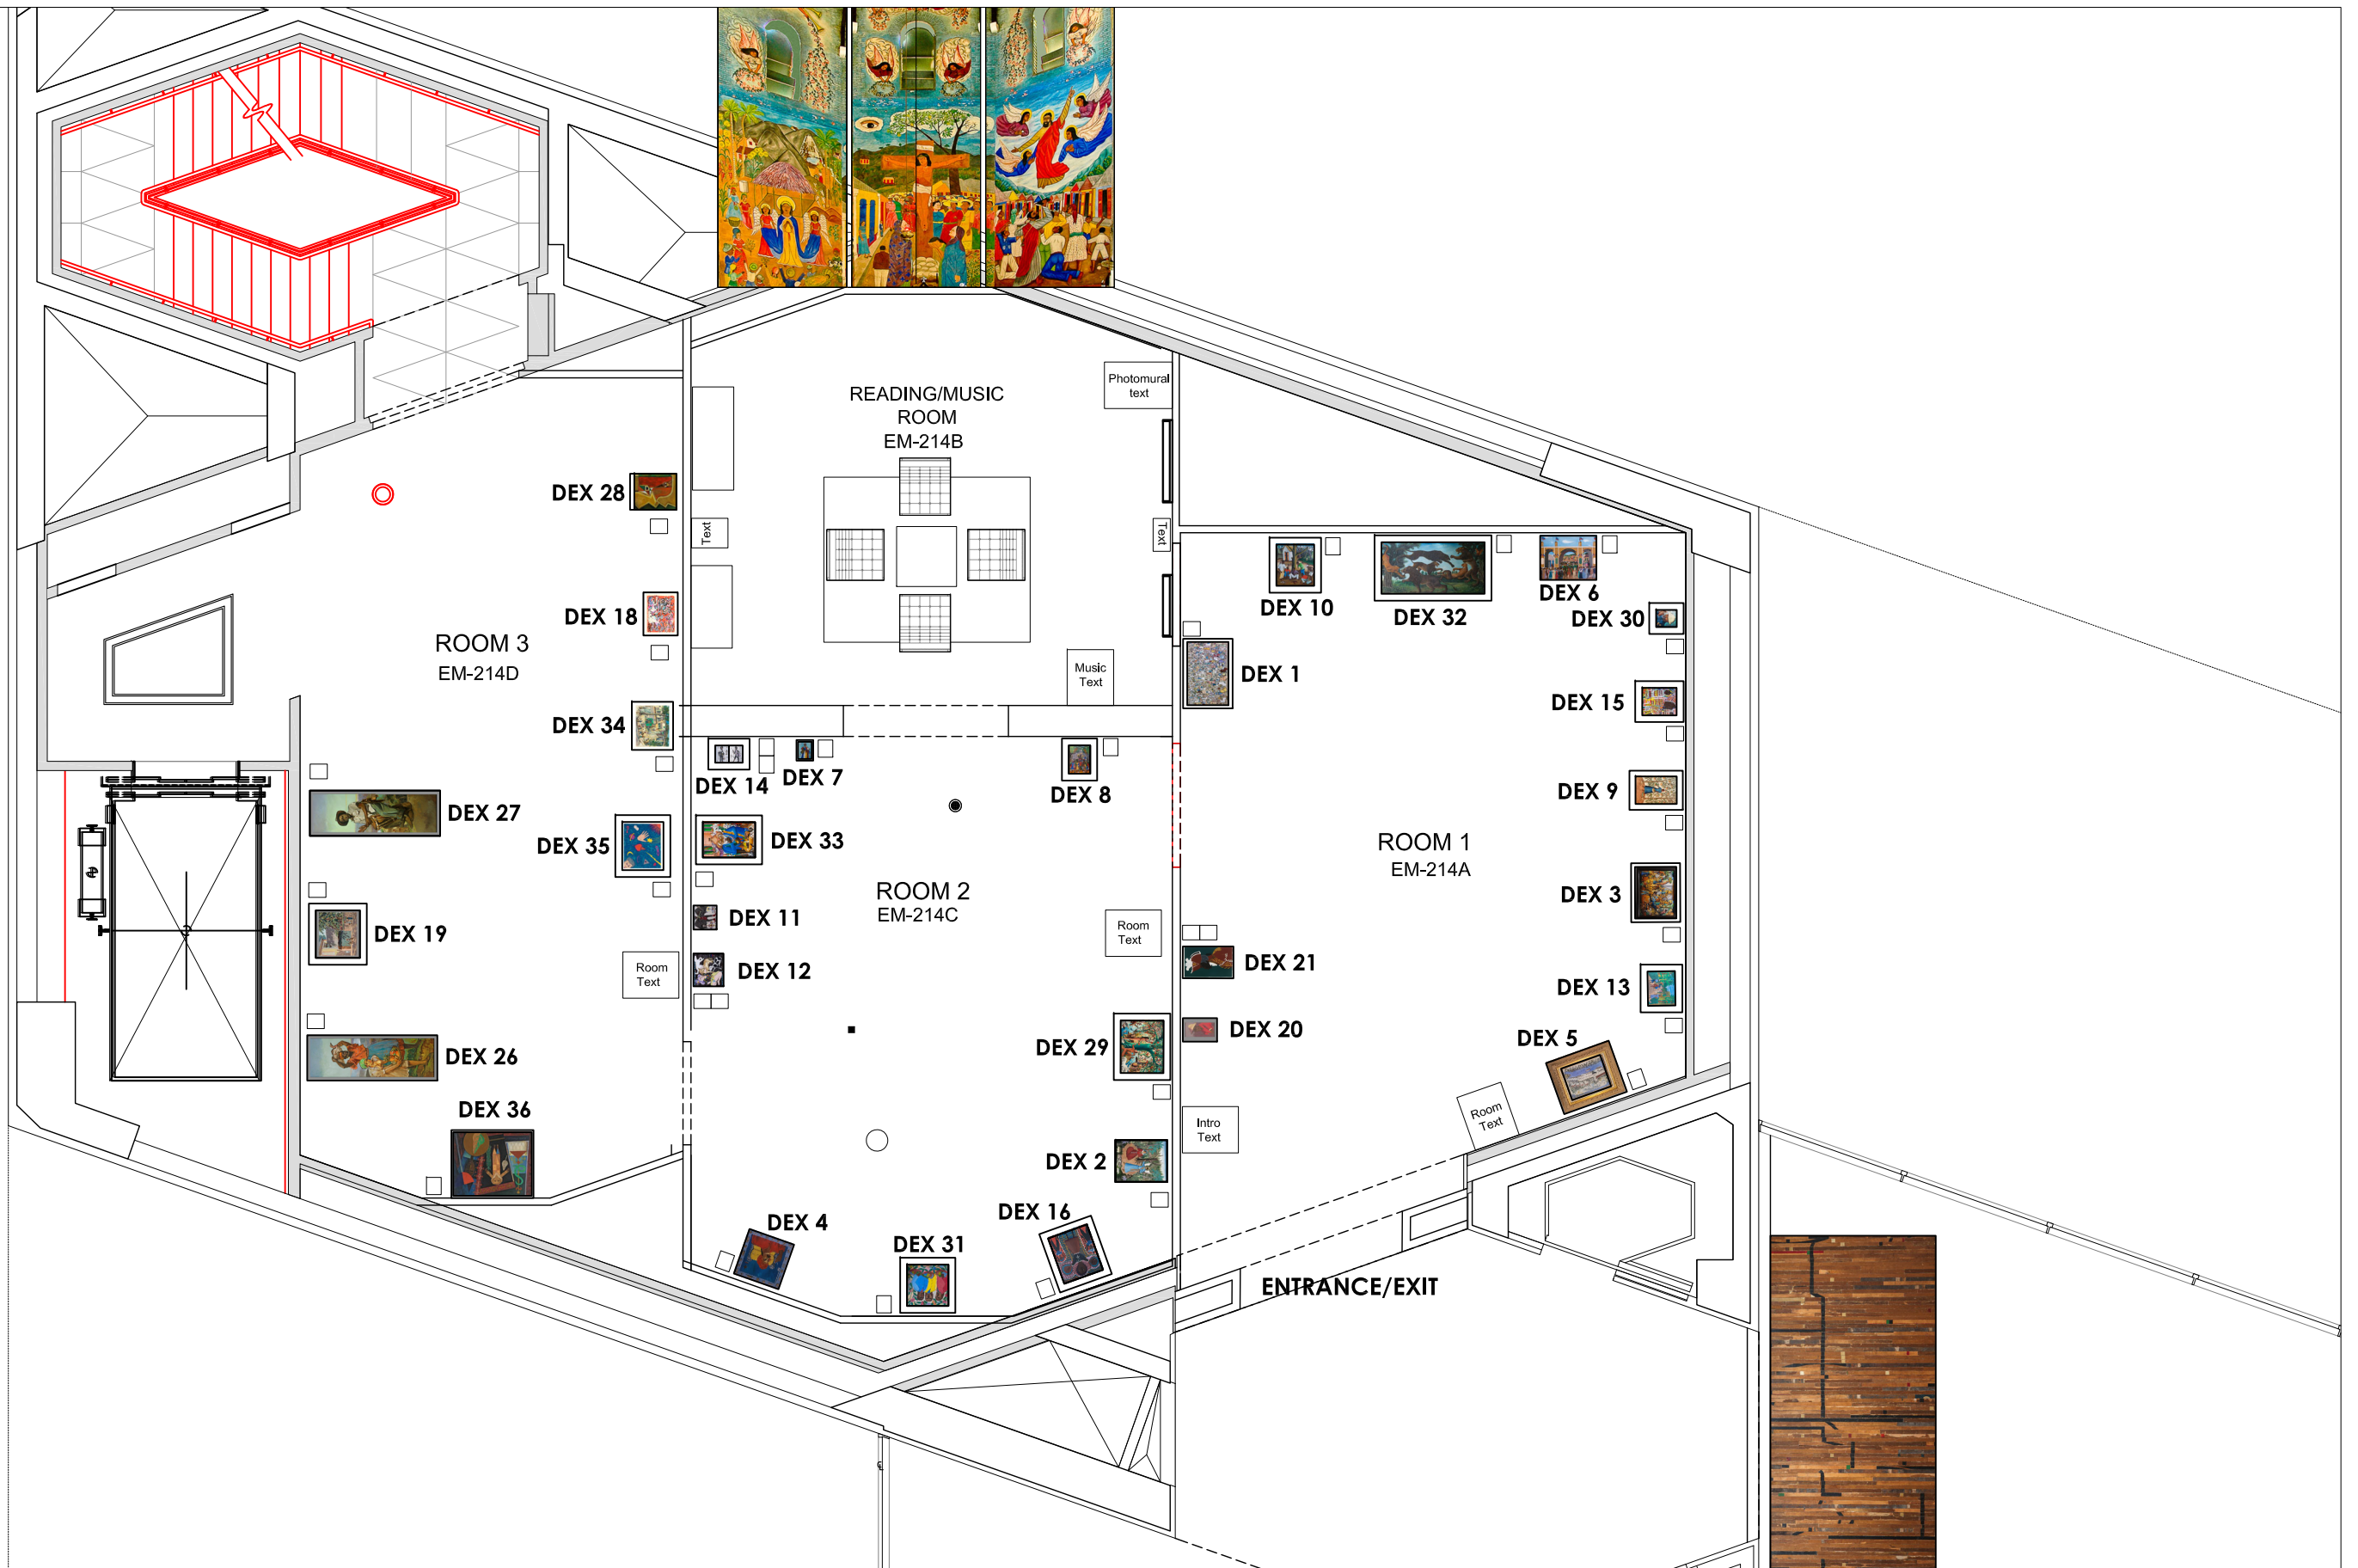 READING/MUSIC
ROOM
EM-214B
Photomural
text
Text
Text
Music
Text
DEX 28
DEX 18
ROOM 3
EM-214D
DEX 34
DEX 27
DEX 35
DEX 19
Room
Text
DEX 26
DEX 36
DEX 14
DEX 7
DEX 8
DEX 33
ROOM 2
EM-214C
DEX 11
DEX 12
Room
Text
DEX 29
DEX 2
DEX 4
DEX 31
DEX 16
DEX 10
DEX 32
DEX 6
DEX 30
DEX 1
DEX 15
DEX 9
ROOM 1
EM-214A
DEX 3
DEX 21
DEX 13
DEX 20
DEX 5
Intro
Text
Room
Text
ENTRANCE/EXIT